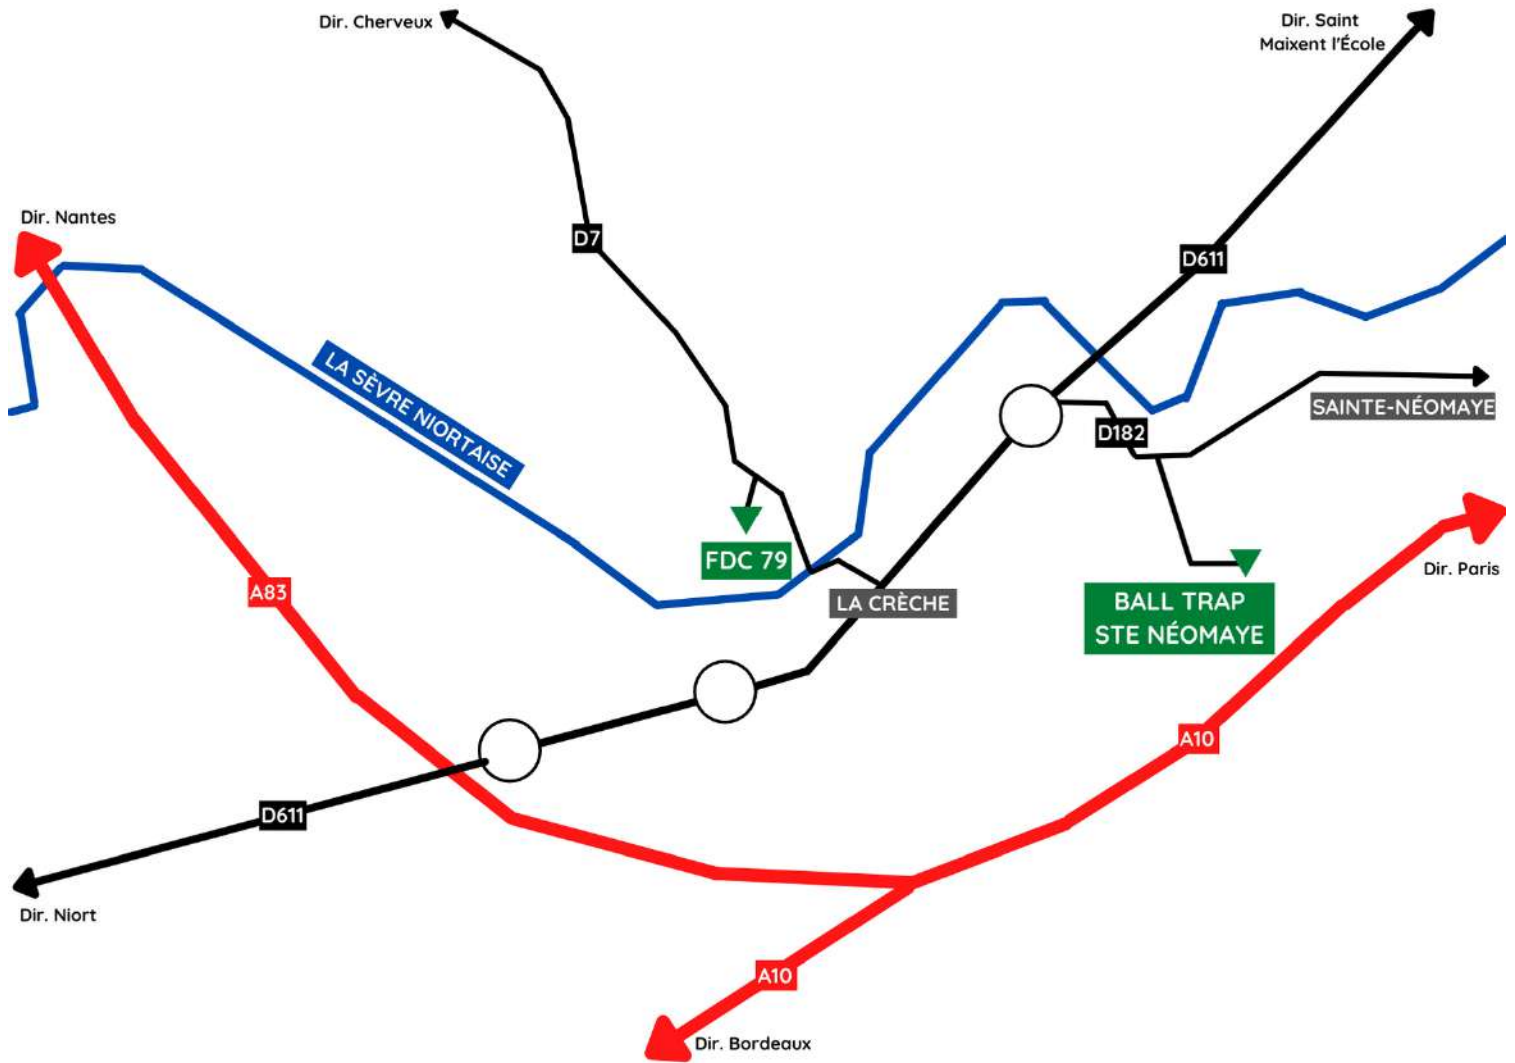 Dir. Cherveux
Dir. Saint
Maixent l'École
Dir. Nantes
D7
D611
LA SÈVRE NIORTAISE
SAINTE-NÉOMAYE
D182
FDC 79
Dir. Paris
A83
LA CRÈCHE
BALL TRAP
STE NÉOMAYE
A10
D611
Dir. Niort
A10
Dir. Bordeaux